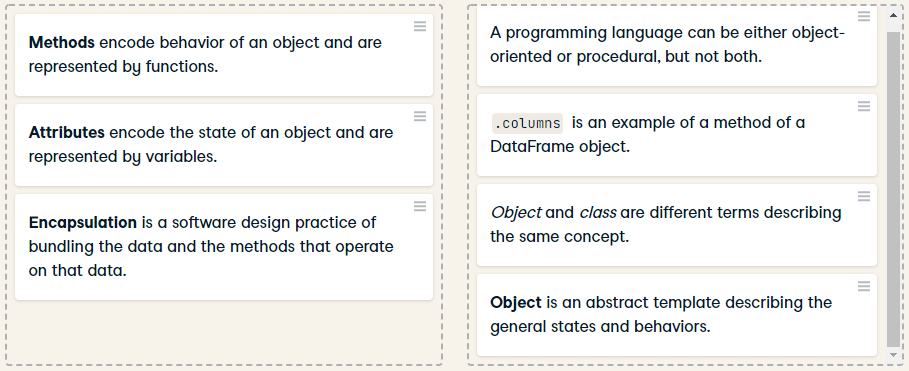 Methods encode behavior of an object and are
represented by functions.
Attributes encode the state of an object and are
represented by variables.
Encapsulation is a software design practice of
bundling the data and the methods that operate
on that data.
A programming language can be either object-
oriented or procedural, but not both.
.columns is an example of a method of a
DataFrame object.
Object and class are different terms describing
the same concept.
Object is an abstract template describing the
general states and behaviors.